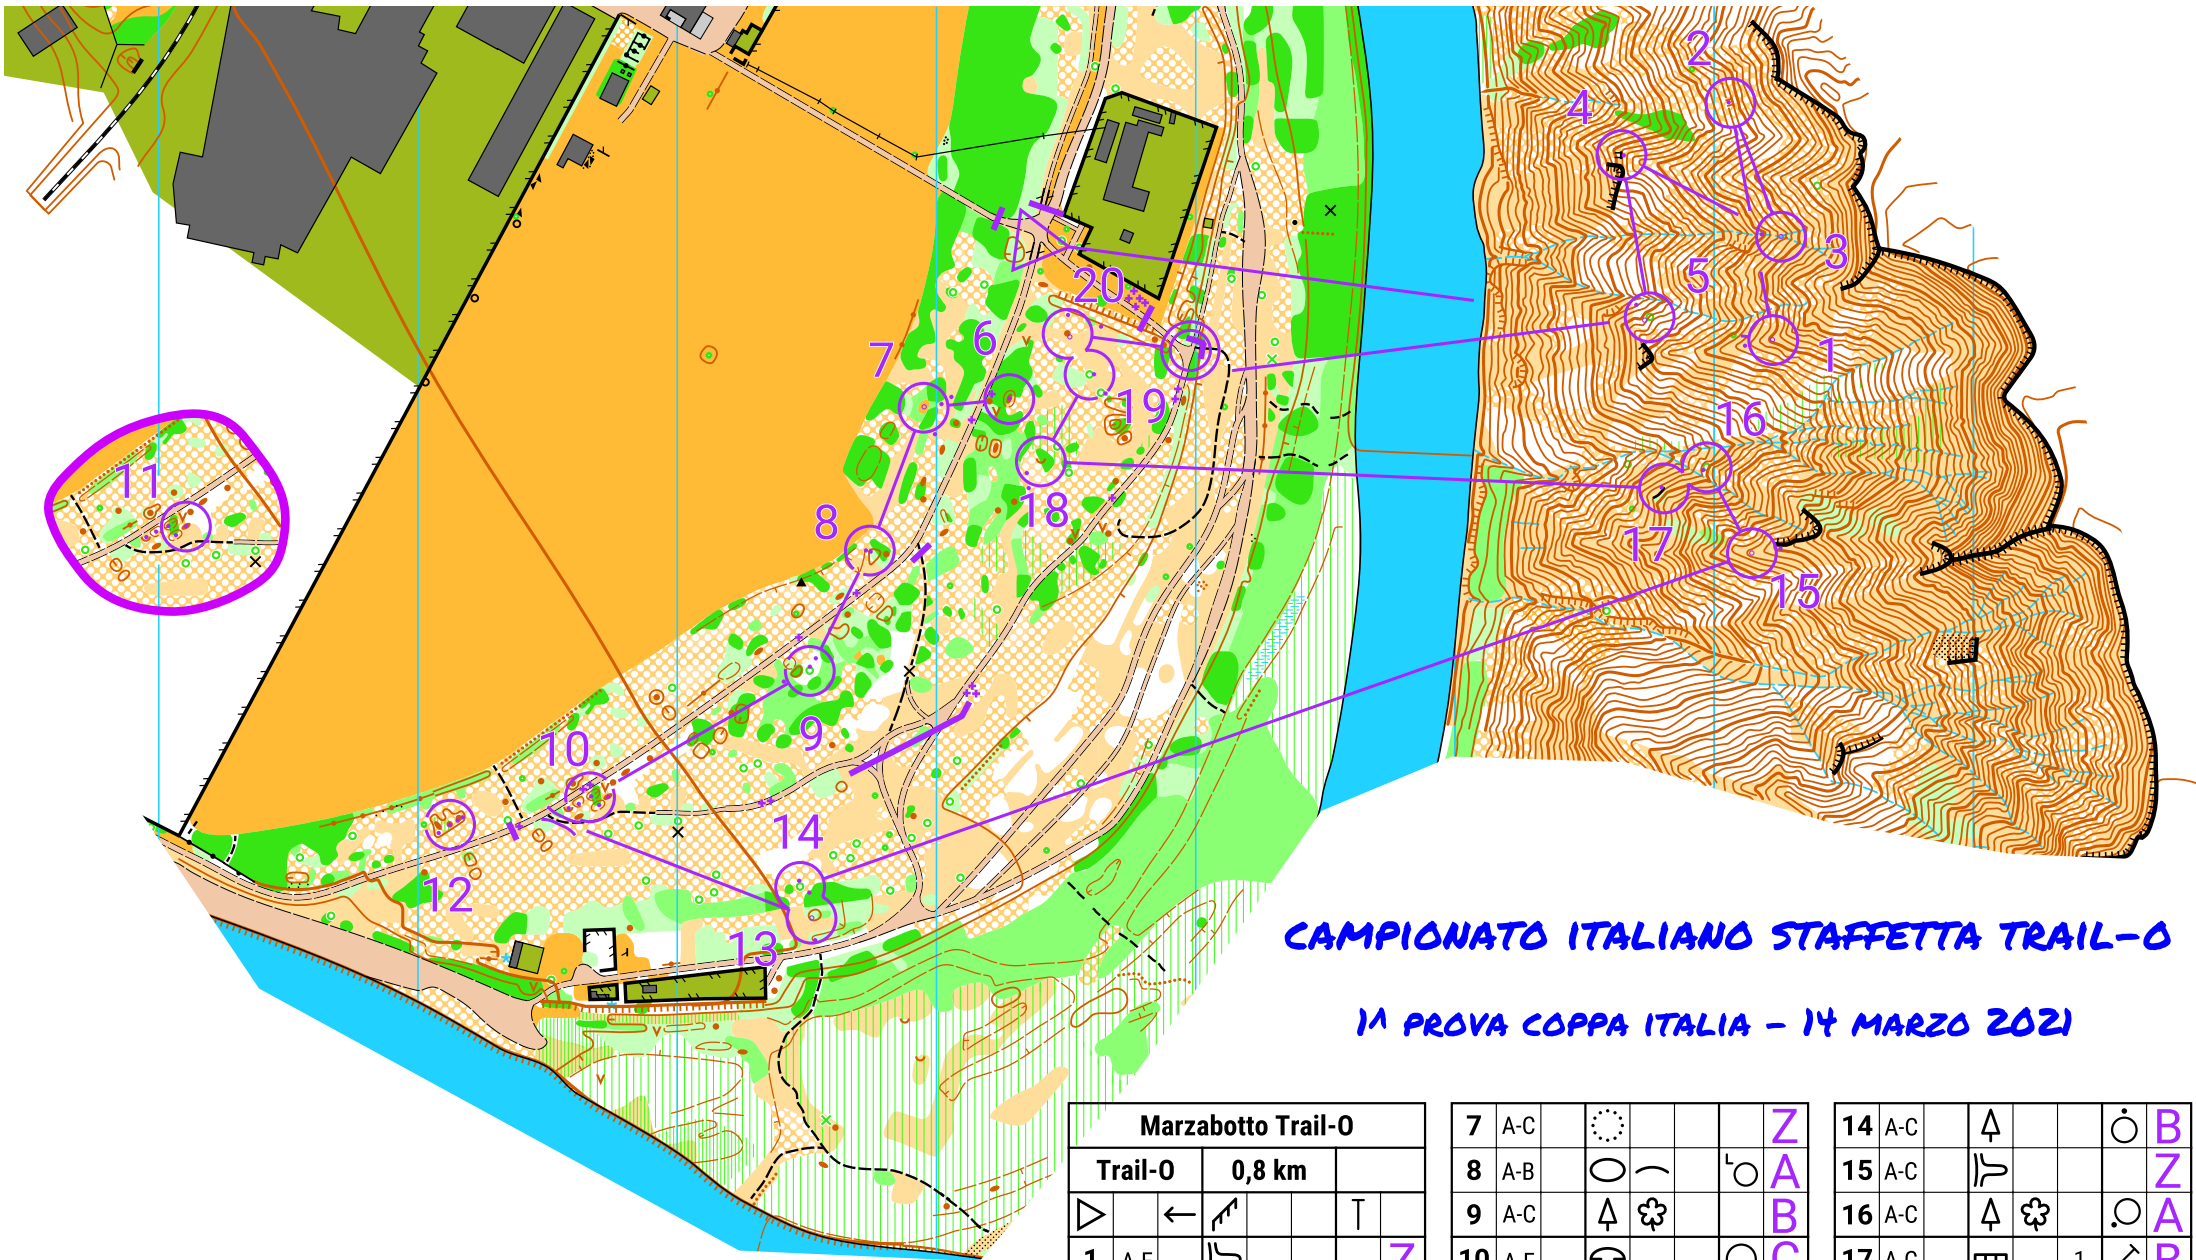 2
4
3
5
1
20
6
7
19
16
8
18
17
15
11
9
10
14
12
13
CAMPIONATO ITALIANO STAFFETTA TRAIL-O
1^ PROVA COPPA ITALIA - 14 MARZO 2021
Marzabotto Trail-O
Trail-O 0,8 km
7 A-C Z
8 A-B A
9 A-C B
14 A-C B
15 A-C Z
16 A-C A